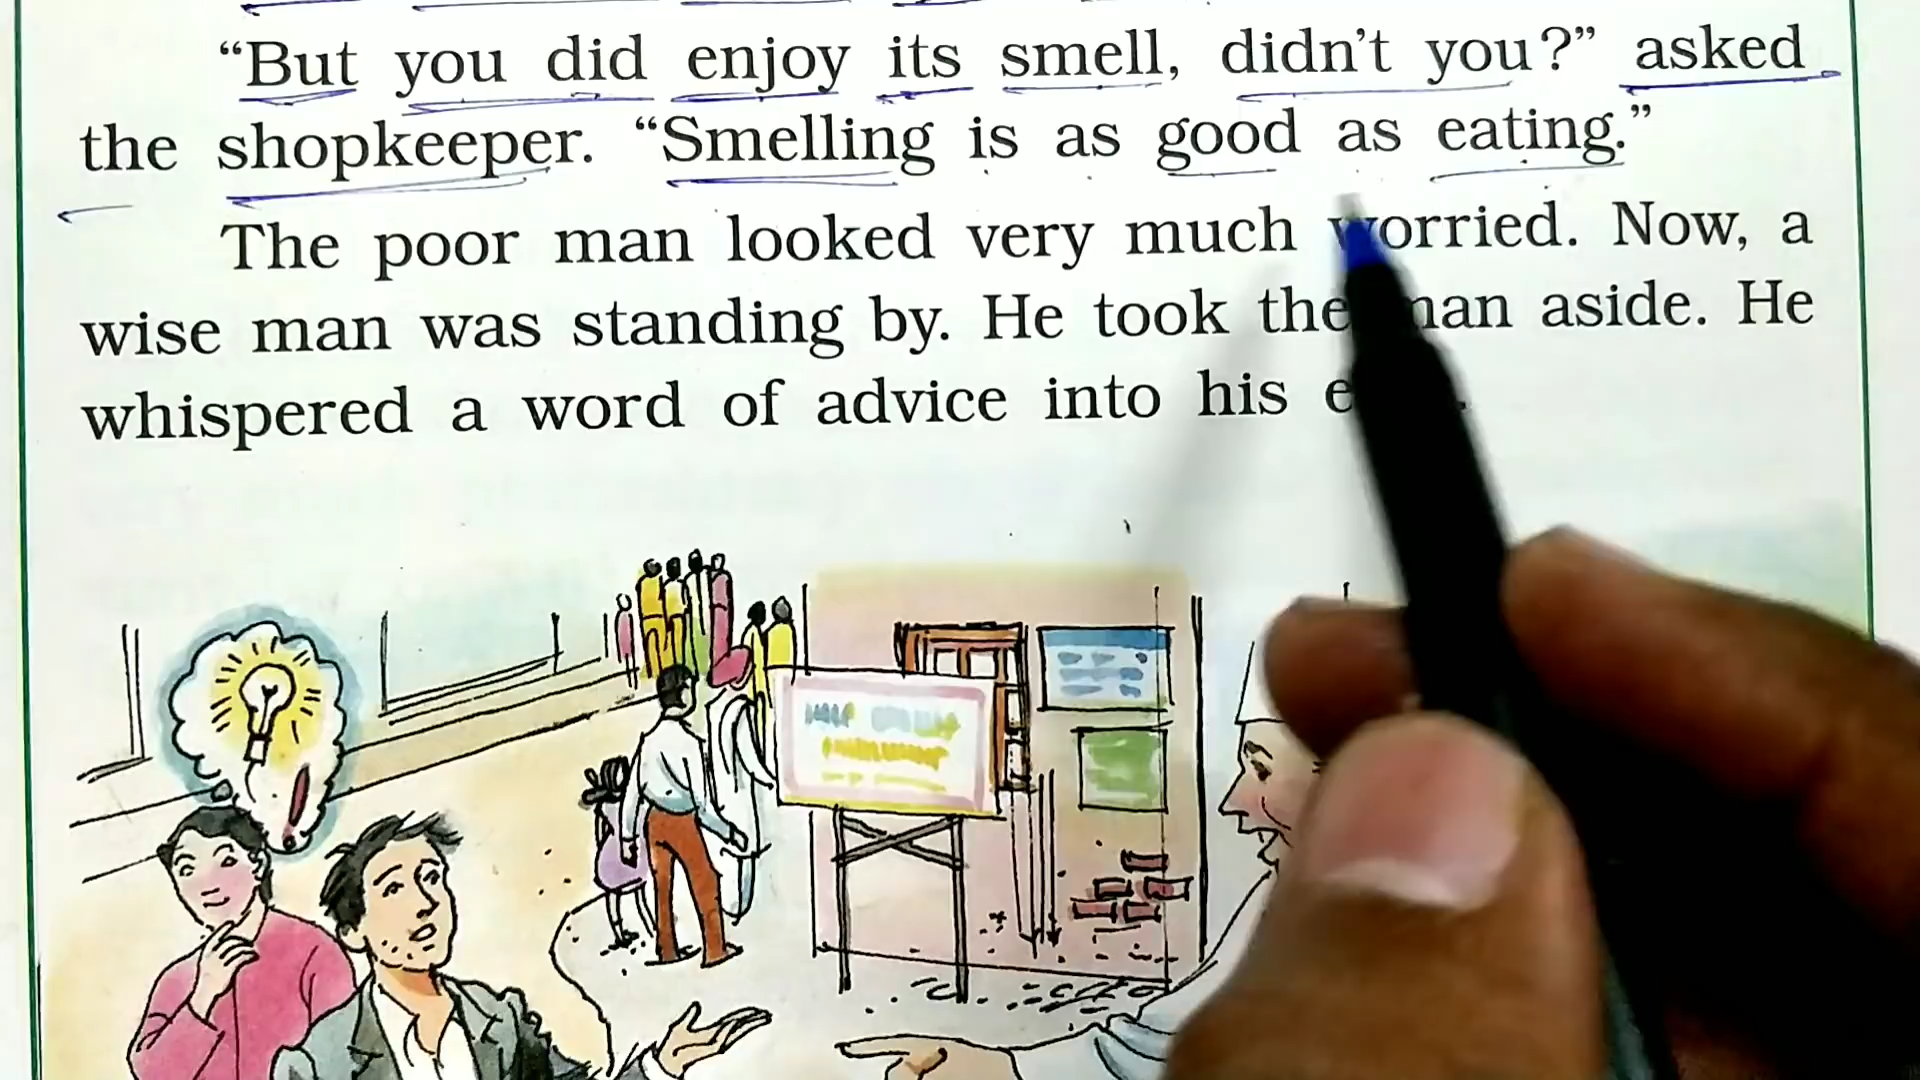 “But you did enjoy its smell, didn’t you?” asked
the shopkeeper. “Smelling is as good as eating.”
The poor man looked very much worried. Now, a
wise man was standing by. He took the man aside. He
whispered a word of advice into his